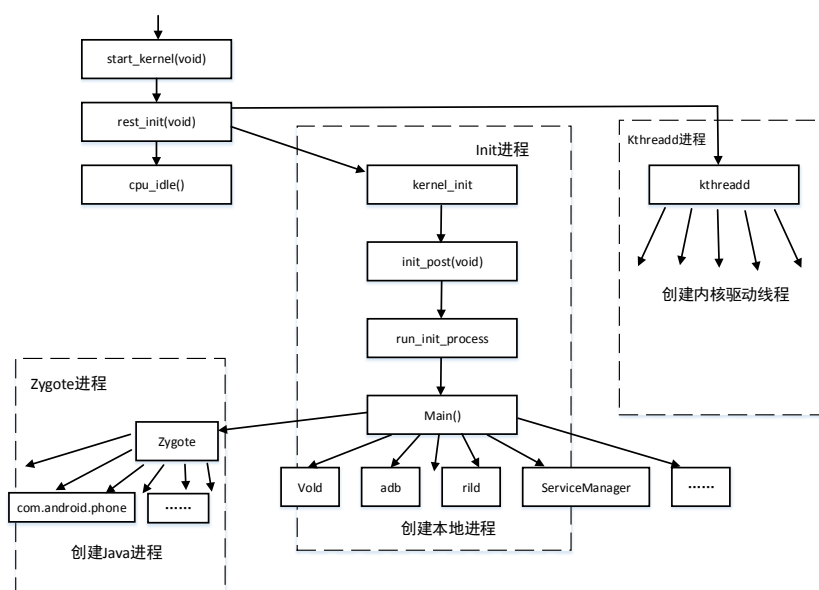 start_kernel(void)
rest_init(void)
cpu_idle()
Init进程
kernel_init
init_post(void)
run_init_process
Main()
Kthreadd进程
kthreadd
创建内核驱动线程
Zygote进程
Zygote
com.android.phone
······
创建Java进程
Vold
adb
rild
ServiceManager
······
创建本地进程